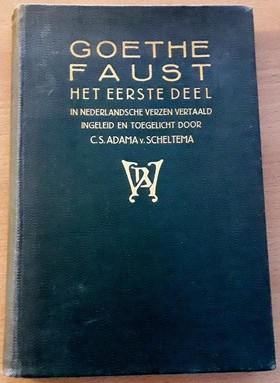 GOETHE
FAUST
HET EERSTE DEEL
IN NEDERLANDSCHE VERZEN VERTAALD
INGELEID EN TOEGELICHT DOOR
C.S. ADAMA v. SCHELTEMA